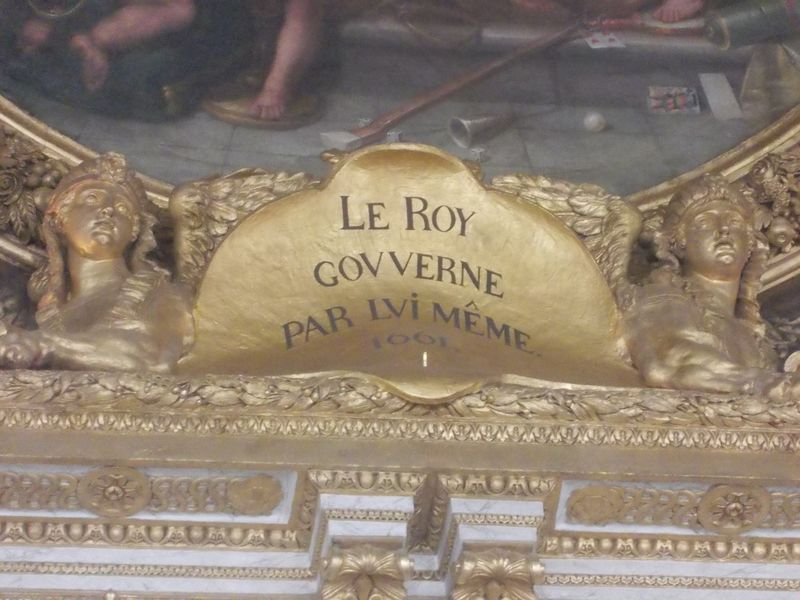 LE ROY
GOVVERNE
PAR LVI MÊME.
1661.